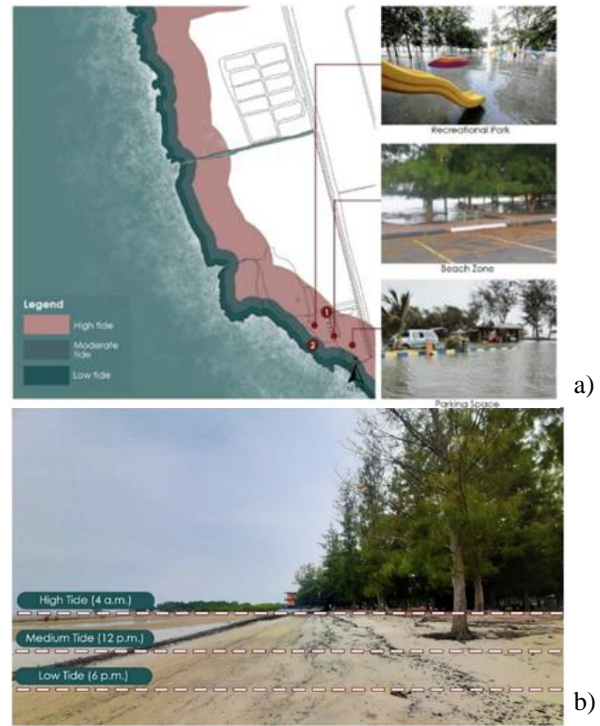 Recreational Park
Beach Zone
Parking Space
Legend
High tide
Moderate
tide
Low tide
1
2
a)
High Tide (4 a.m.)
Medium Tide (12 p.m.)
Low Tide (6 p.m.)
b)